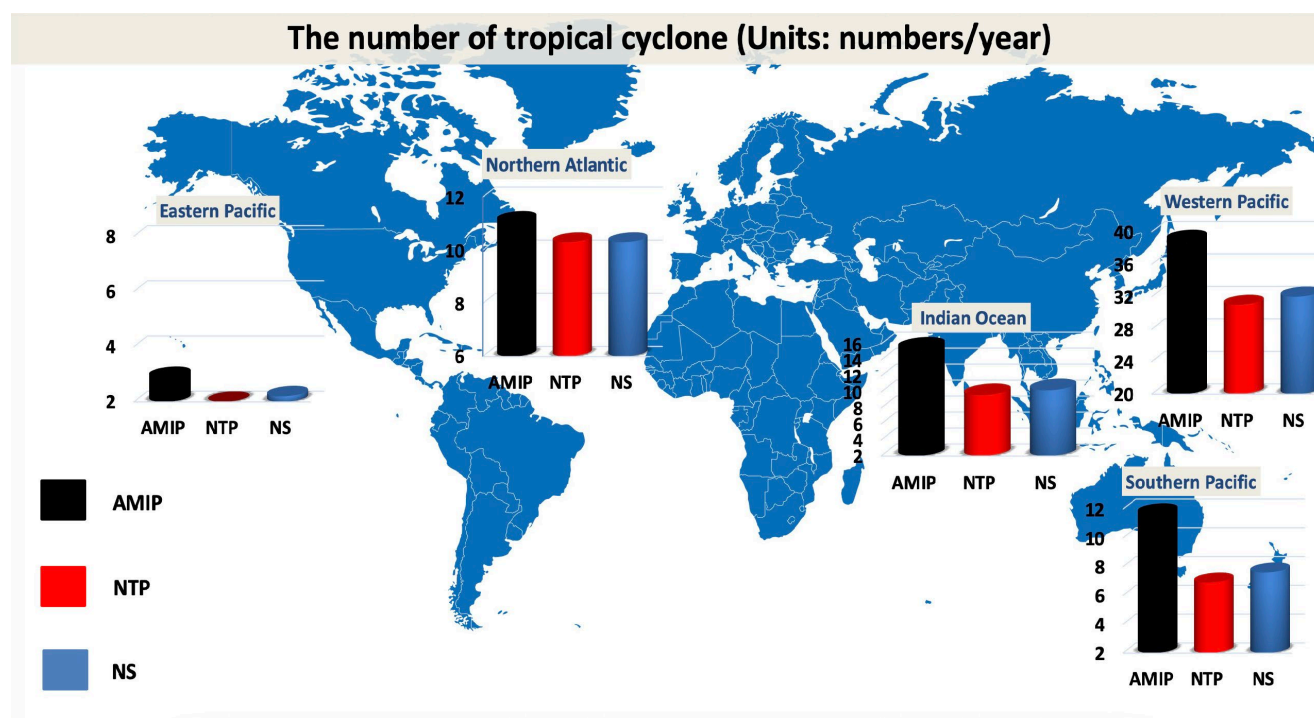 The number of tropical cyclone (Units: numbers/year)
Northern Atlantic
12
10
8
6
AMIP NTP NS
Eastern Pacific
8
6
4
2
AMIP NTP NS
Western Pacific
40
36
32
28
24
20
AMIP NTP NS
Indian Ocean
16
14
12
10
8
6
4
2
AMIP NTP NS
Southern Pacific
12
10
8
6
4
2
AMIP NTP NS
AMIP
NTP
NS